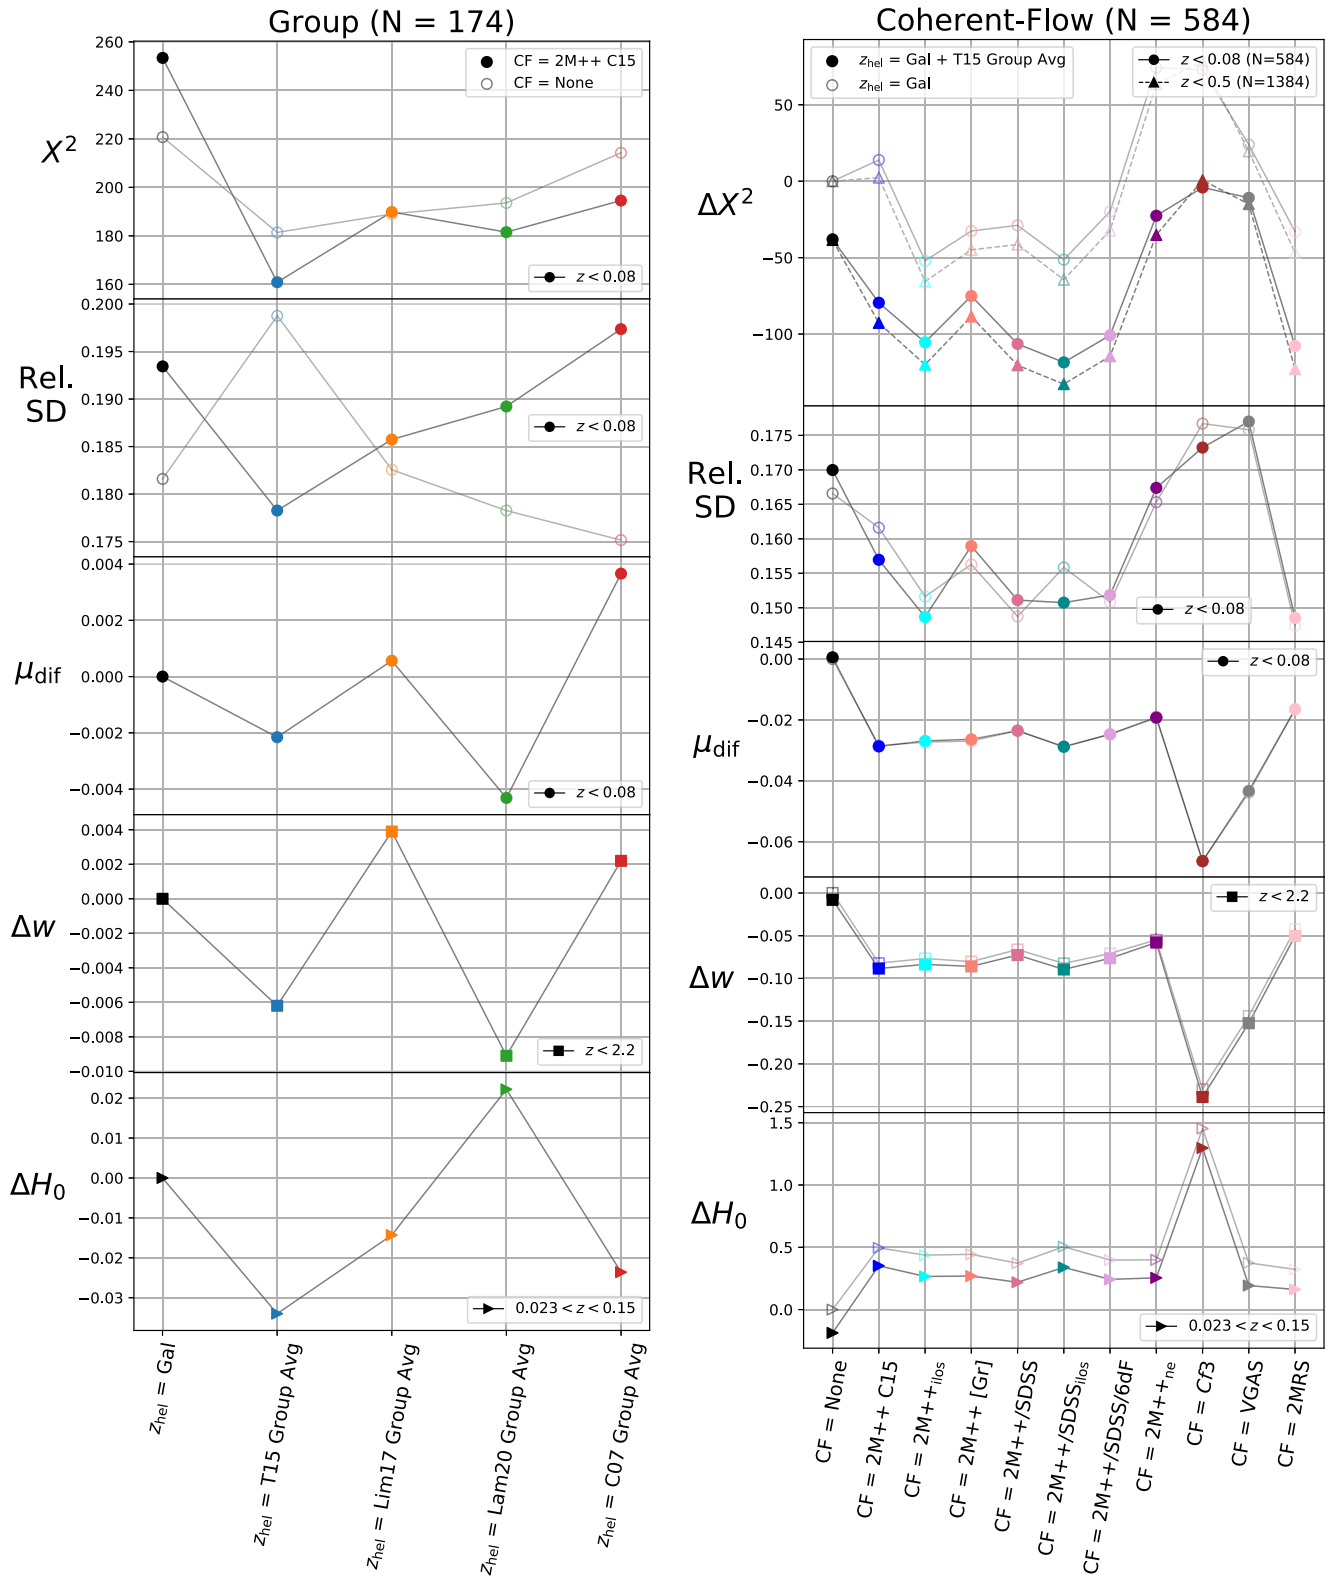 Group (N = 174)
260
240
220
200
180
160
Χ²
CF = 2M++ C15
CF = None
z < 0.08
0.200
0.195
0.190
0.185
0.180
0.175
Rel.
SD
z < 0.08
0.004
0.002
0.000
−0.002
−0.004
μdif
z < 0.08
0.004
0.002
0.000
−0.002
−0.004
−0.006
−0.008
−0.010
Δw
z < 2.2
0.02
0.01
0.00
−0.01
−0.02
−0.03
ΔH₀
0.023 < z < 0.15
zhel = Gal
zhel = T15 Group Avg
zhel = Lim17 Group Avg
zhel = Lam20 Group Avg
zhel = C07 Group Avg
Coherent-Flow (N = 584)
50
0
−50
−100
ΔΧ²
zhel = Gal + T15 Group Avg
zhel = Gal
z < 0.08 (N=584)
z < 0.5 (N=1384)
0.175
0.170
0.165
0.160
0.155
0.150
0.145
Rel.
SD
z < 0.08
0.00
−0.02
−0.04
−0.06
μdif
z < 0.08
0.00
−0.05
−0.10
−0.15
−0.20
−0.25
Δw
z < 2.2
1.5
1.0
0.5
0.0
ΔH₀
0.023 < z < 0.15
CF = None
CF = 2M++ C15
CF = 2M++ilos
CF = 2M++ [Gr]
CF = 2M++/SDSS
CF = 2M++/SDSSilos
CF = 2M++/SDSS/6dF
CF = 2M++ne
CF = Cf3
CF = VGAS
CF = 2MRS